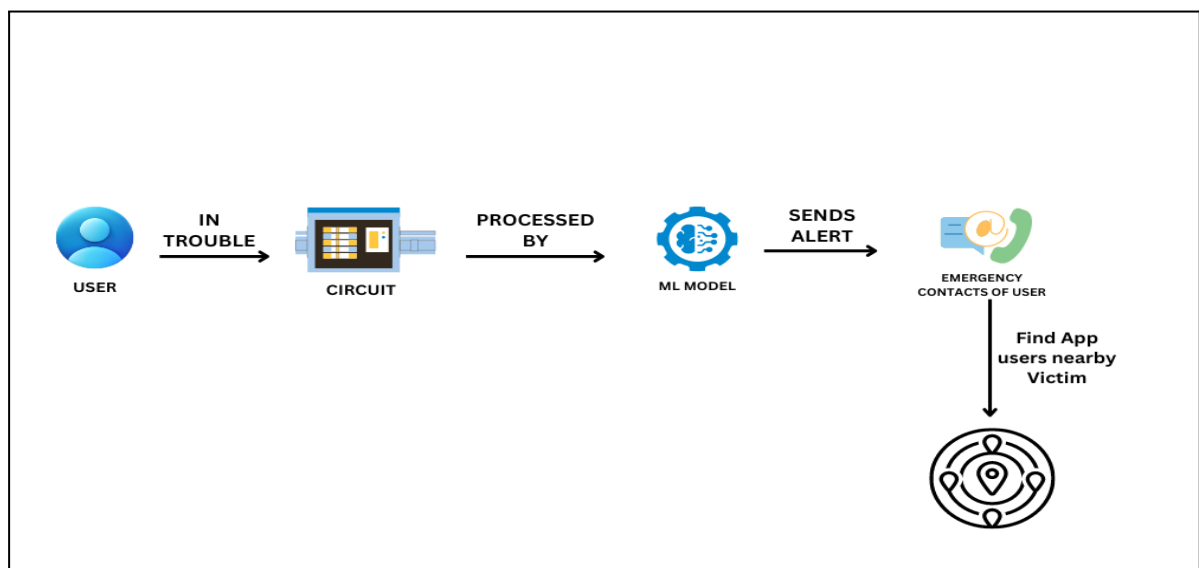 IN
TROUBLE
USER
CIRCUIT
PROCESSED
BY
ML MODEL
SENDS
ALERT
EMERGENCY
CONTACTS OF USER
Find App
users nearby
Victim